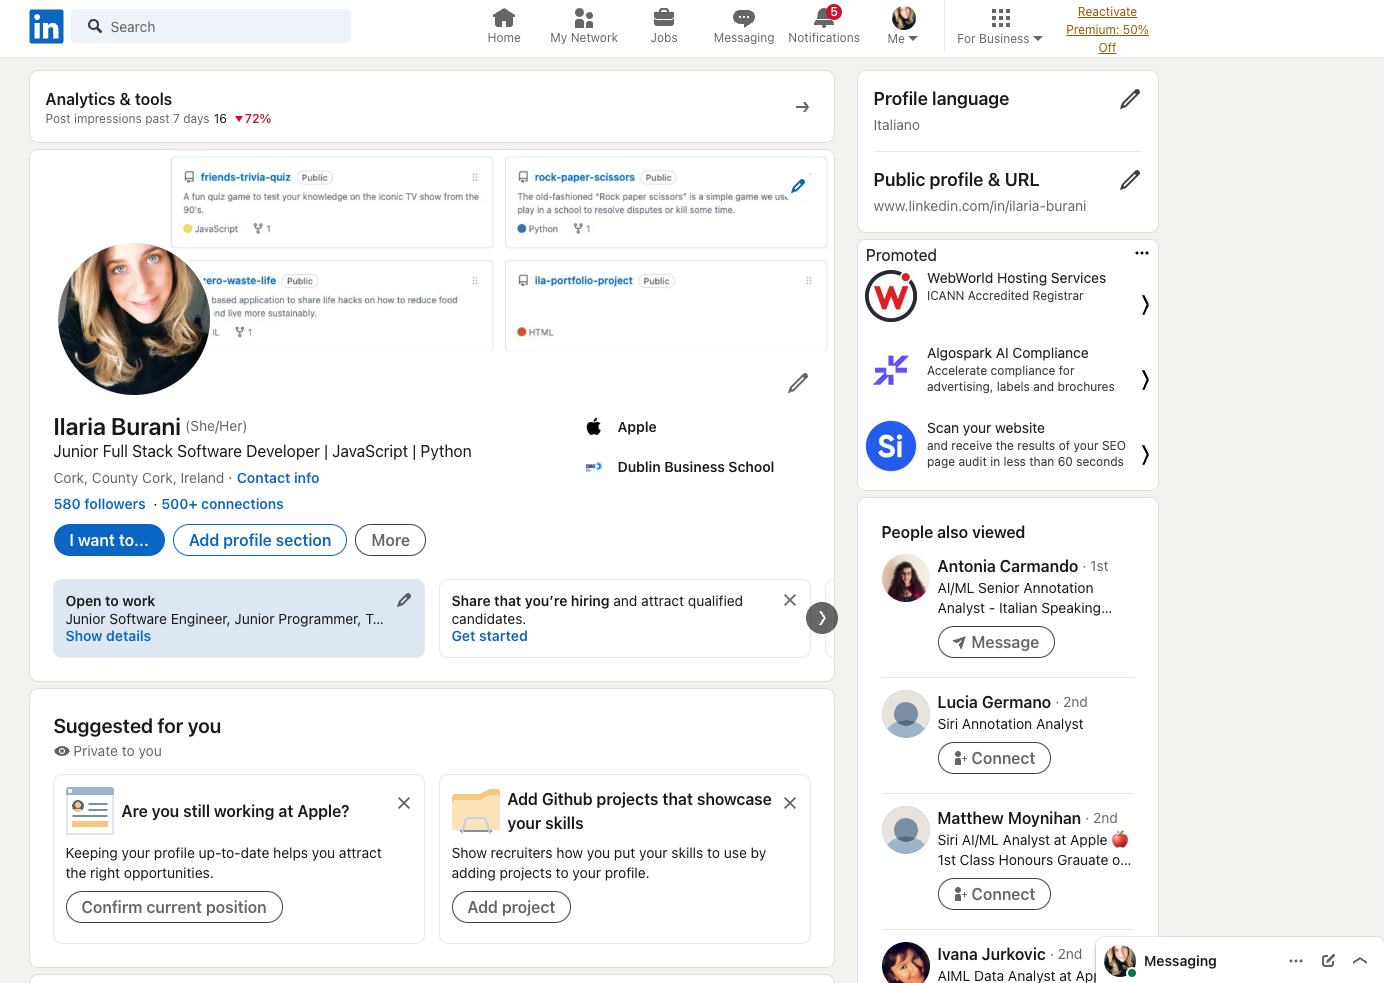 in
Search
Home
My Network
Jobs
Messaging
5
Notifications
Me
For Business
Reactivate
Premium: 50%
Off
Analytics & tools
Post impressions past 7 days 16 ▼72%
friends-trivia-quiz Public
A fun quiz game to test your knowledge on the iconic TV show from the
90's.
JavaScript 1
rock-paper-scissors Public
The old-fashioned "Rock paper scissors" is a simple game we use
play in a school to resolve disputes or kill some time.
Python 1
zero-waste-life Public
based application to share life hacks on how to reduce food
and live more sustainably.
1
ila-portfolio-project Public
HTML
Ilaria Burani (She/Her)
Junior Full Stack Software Developer | JavaScript | Python
Cork, County Cork, Ireland · Contact info
580 followers · 500+ connections
Apple
Dublin Business School
I want to...
Add profile section
More
Open to work
Junior Software Engineer, Junior Programmer, T...
Show details
Share that you're hiring and attract qualified
candidates.
Get started
Suggested for you
Private to you
Are you still working at Apple?
Keeping your profile up-to-date helps you attract
the right opportunities.
Confirm current position
Add Github projects that showcase
your skills
Show recruiters how you put your skills to use by
adding projects to your profile.
Add project
Profile language
Italiano
Public profile & URL
www.linkedin.com/in/ilaria-burani
Promoted
W
WebWorld Hosting Services
ICANN Accredited Registrar
Algospark AI Compliance
Accelerate compliance for
advertising, labels and brochures
Si
Scan your website
and receive the results of your SEO
page audit in less than 60 seconds
People also viewed
Antonia Carmando · 1st
AI/ML Senior Annotation
Analyst - Italian Speaking...
Message
Lucia Germano · 2nd
Siri Annotation Analyst
Connect
Matthew Moynihan · 2nd
Siri AI/ML Analyst at Apple 🍎
1st Class Honours Grauate o...
Connect
Ivana Jurkovic · 2nd
AIML Data Analyst at App
Messaging